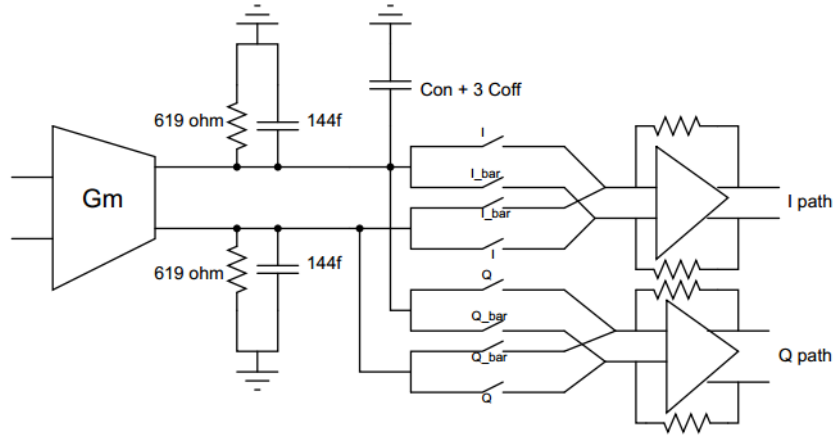 Con + 3 Coff
619 ohm
144f
I
Gm
I_bar
I path
I_bar
I
619 ohm
144f
Q
Q_bar
Q path
Q_bar
Q